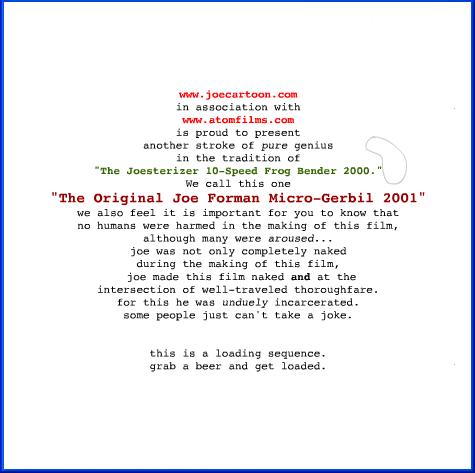 www.joecartoon.com
in association with
www.atomfilms.com
is proud to present
another stroke of pure genius
in the tradition of
"The Joesterizer 10-Speed Frog Bender 2000."
We call this one
"The Original Joe Forman Micro-Gerbil 2001"
we also feel it is important for you to know that
no humans were harmed in the making of this film,
although many were aroused...
joe was not only completely naked
during the making of this film,
joe made this film naked and at the
intersection of well-traveled thoroughfare.
for this he was unduely incarcerated.
some people just can't take a joke.
this is a loading sequence.
grab a beer and get loaded.